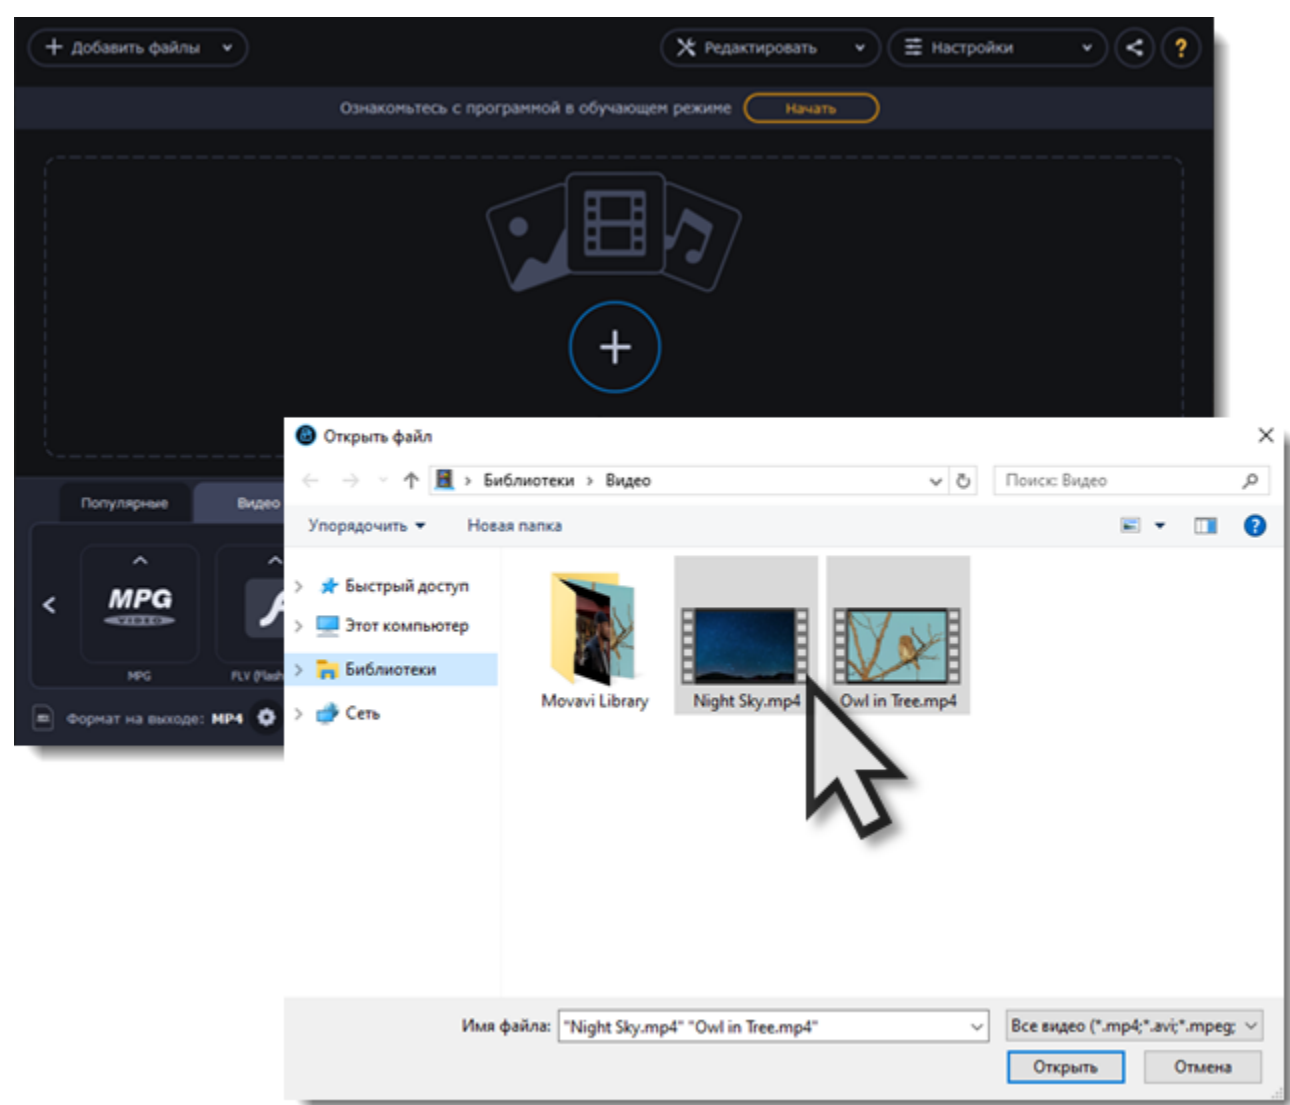 Добавить файлы
Редактировать
Настройки
?
Ознакомьтесь с программой в обучающем режиме
Начать
Открыть файл
Библиотеки
Видео
Поиск: Видео
Популярные
Видео
Упорядочить
Новая папка
?
Быстрый доступ
Этот компьютер
Библиотеки
Сеть
MPG
VIDEO
MPG
FLV (Flash
Movavi Library
Night Sky.mp4
Owl in Tree.mp4
Формат на выходе: MP4
Имя файла:
"Night Sky.mp4" "Owl in Tree.mp4"
Все видео (*.mp4;*.avi;*.mpeg;
Открыть
Отмена